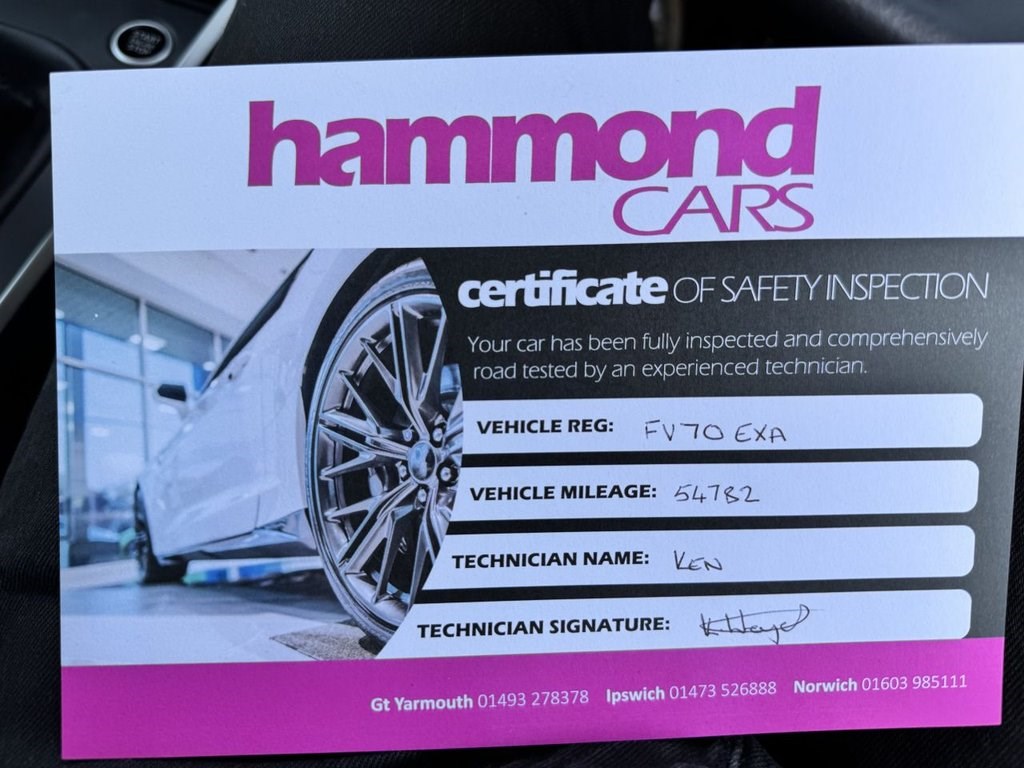 hammond
CARS
certificate OF SAFETY INSPECTION
Your car has been fully inspected and comprehensively
road tested by an experienced technician.
VEHICLE REG: FV70 EXA
VEHICLE MILEAGE: 54782
TECHNICIAN NAME: KEN
TECHNICIAN SIGNATURE:
Gt Yarmouth 01493 278378 Ipswich 01473 526888 Norwich 01603 985111